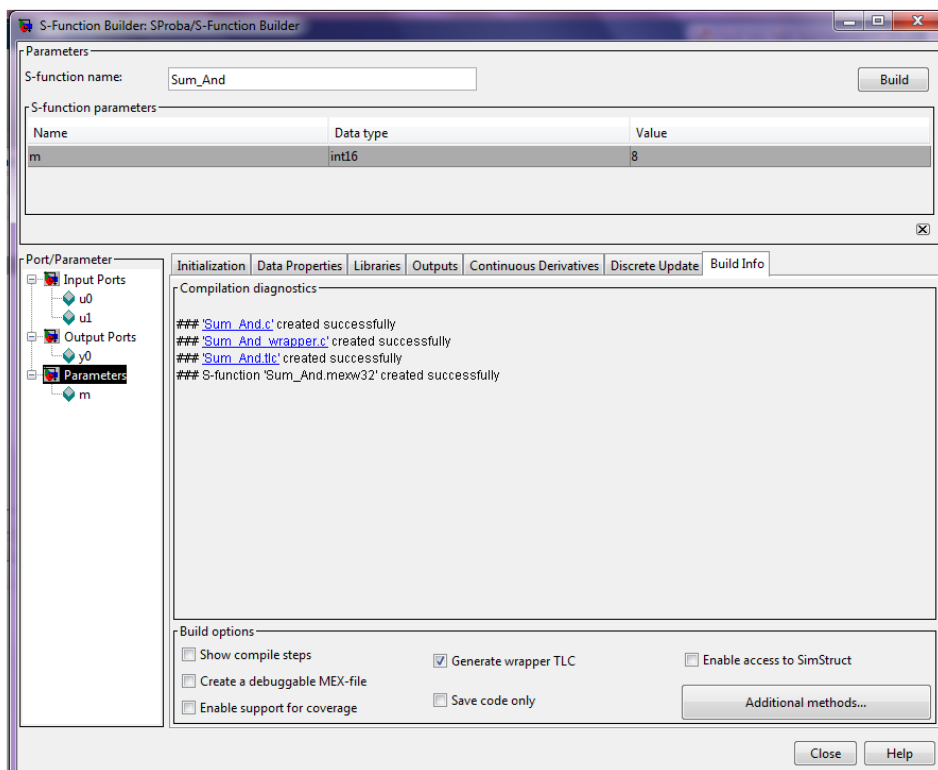 S-Function Builder: SProba/S-Function Builder
Parameters
S-function name: Sum_And Build
S-function parameters
Name Data type Value
m int16 8
Port/Parameter
Input Ports
u0
u1
Output Ports
y0
Parameters
m
Initialization Data Properties Libraries Outputs Continuous Derivatives Discrete Update Build Info
Compilation diagnostics
### 'Sum_And.c' created successfully
### 'Sum_And_wrapper.c' created successfully
### 'Sum_And.tlc' created successfully
### S-function 'Sum_And.mexw32' created successfully
Build options
Show compile steps Generate wrapper TLC Enable access to SimStruct
Create a debuggable MEX-file
Enable support for coverage Save code only Additional methods...
Close Help